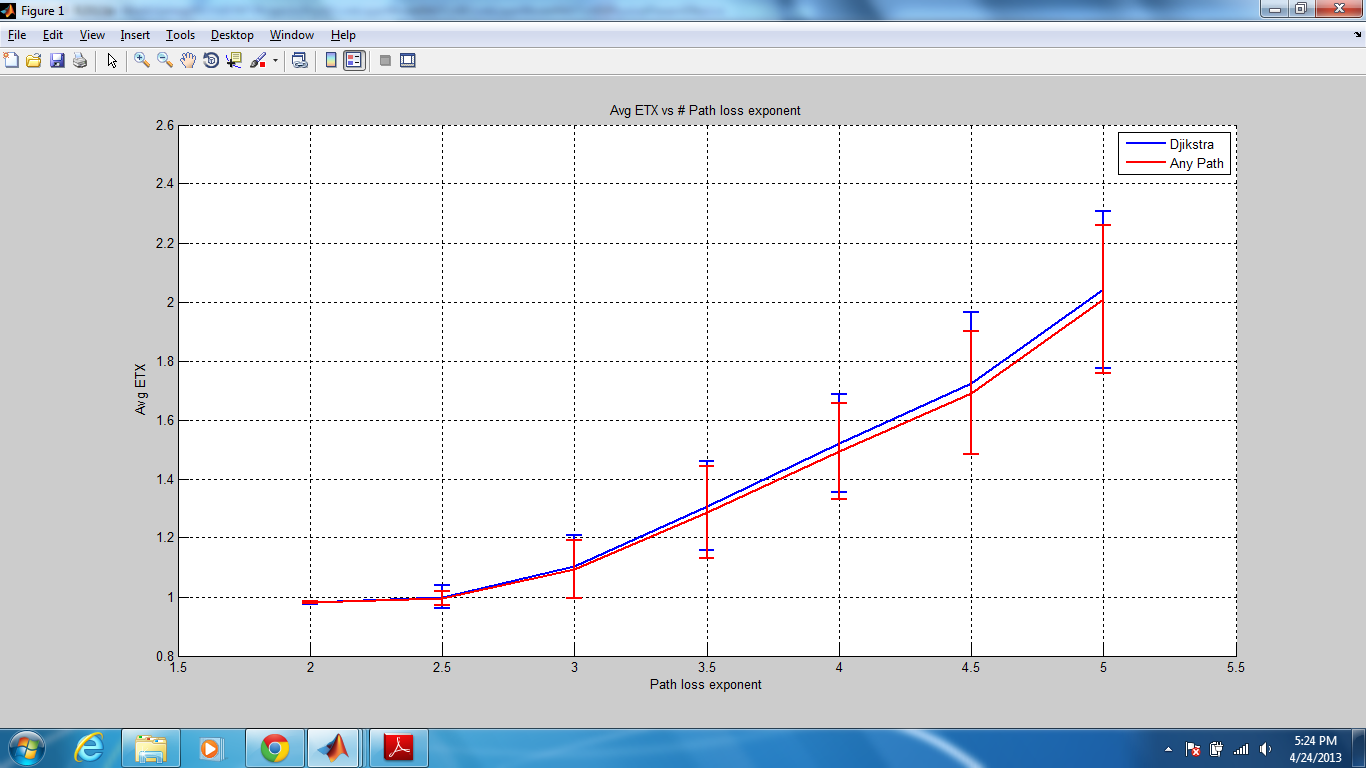 Figure 1
File Edit View Insert Tools Desktop Window Help
Avg ETX vs # Path loss exponent
Djikstra
Any Path
2.6
2.4
2.2
2
1.8
1.6
1.4
1.2
1
0.8
Avg ETX
1.5 2 2.5 3 3.5 4 4.5 5 5.5
Path loss exponent
5:24 PM
4/24/2013